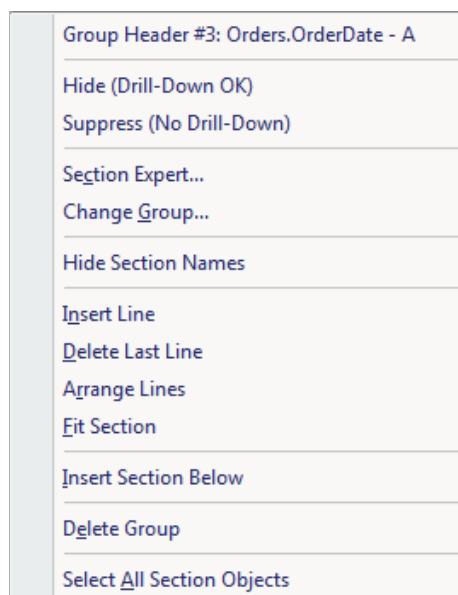 Group Header #3: Orders.OrderDate - A
Hide (Drill-Down OK)
Suppress (No Drill-Down)
Section Expert...
Change Group...
Hide Section Names
Insert Line
Delete Last Line
Arrange Lines
Fit Section
Insert Section Below
Delete Group
Select All Section Objects